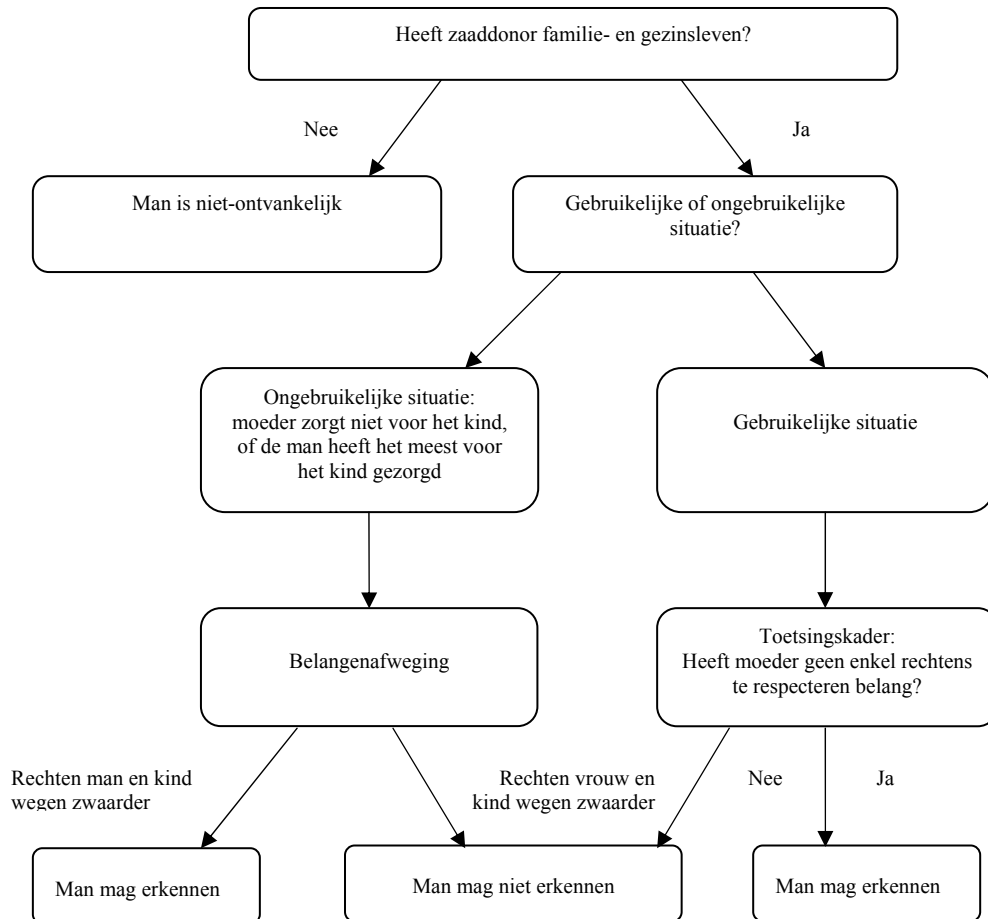 Heeft zaaddonor familie- en gezinsleven?
Nee
Ja
Man is niet-ontvankelijk
Gebruikelijke of ongebruikelijke
situatie?
Ongebruikelijke situatie:
moeder zorgt niet voor het kind,
of de man heeft het meest voor
het kind gezorgd
Gebruikelijke situatie
Belangenafweging
Toetsingskader:
Heeft moeder geen enkel rechtens
te respecteren belang?
Rechten man en kind
wegen zwaarder
Rechten vrouw en
kind wegen zwaarder
Nee
Ja
Man mag erkennen
Man mag niet erkennen
Man mag erkennen